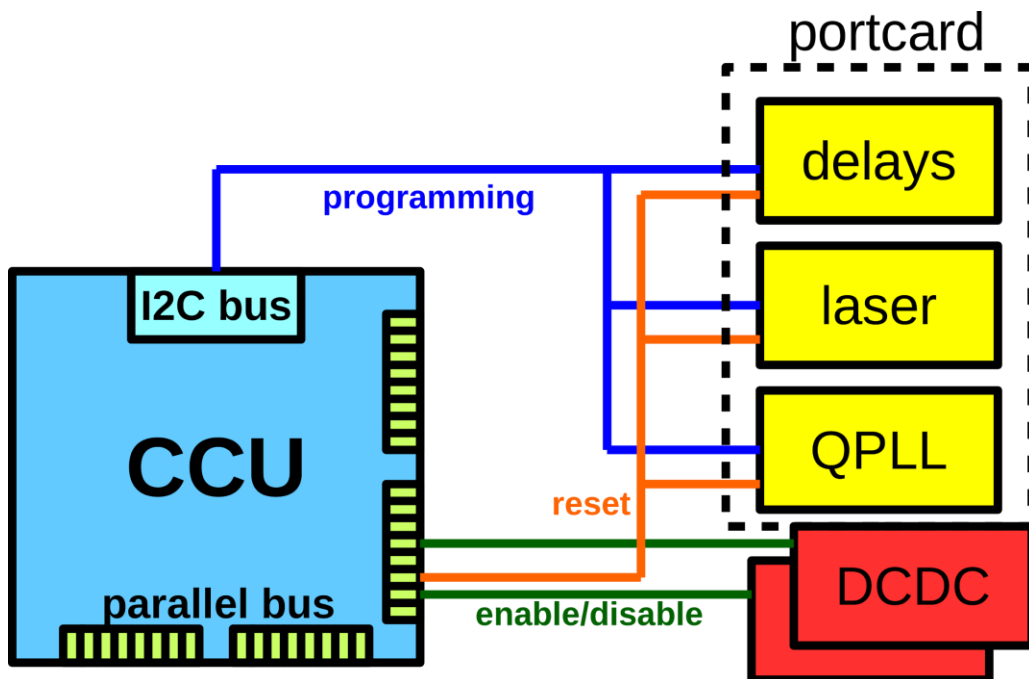 portcard
delays
programming
I2C bus
laser
CCU
QPLL
reset
DCDC
parallel bus
enable/disable